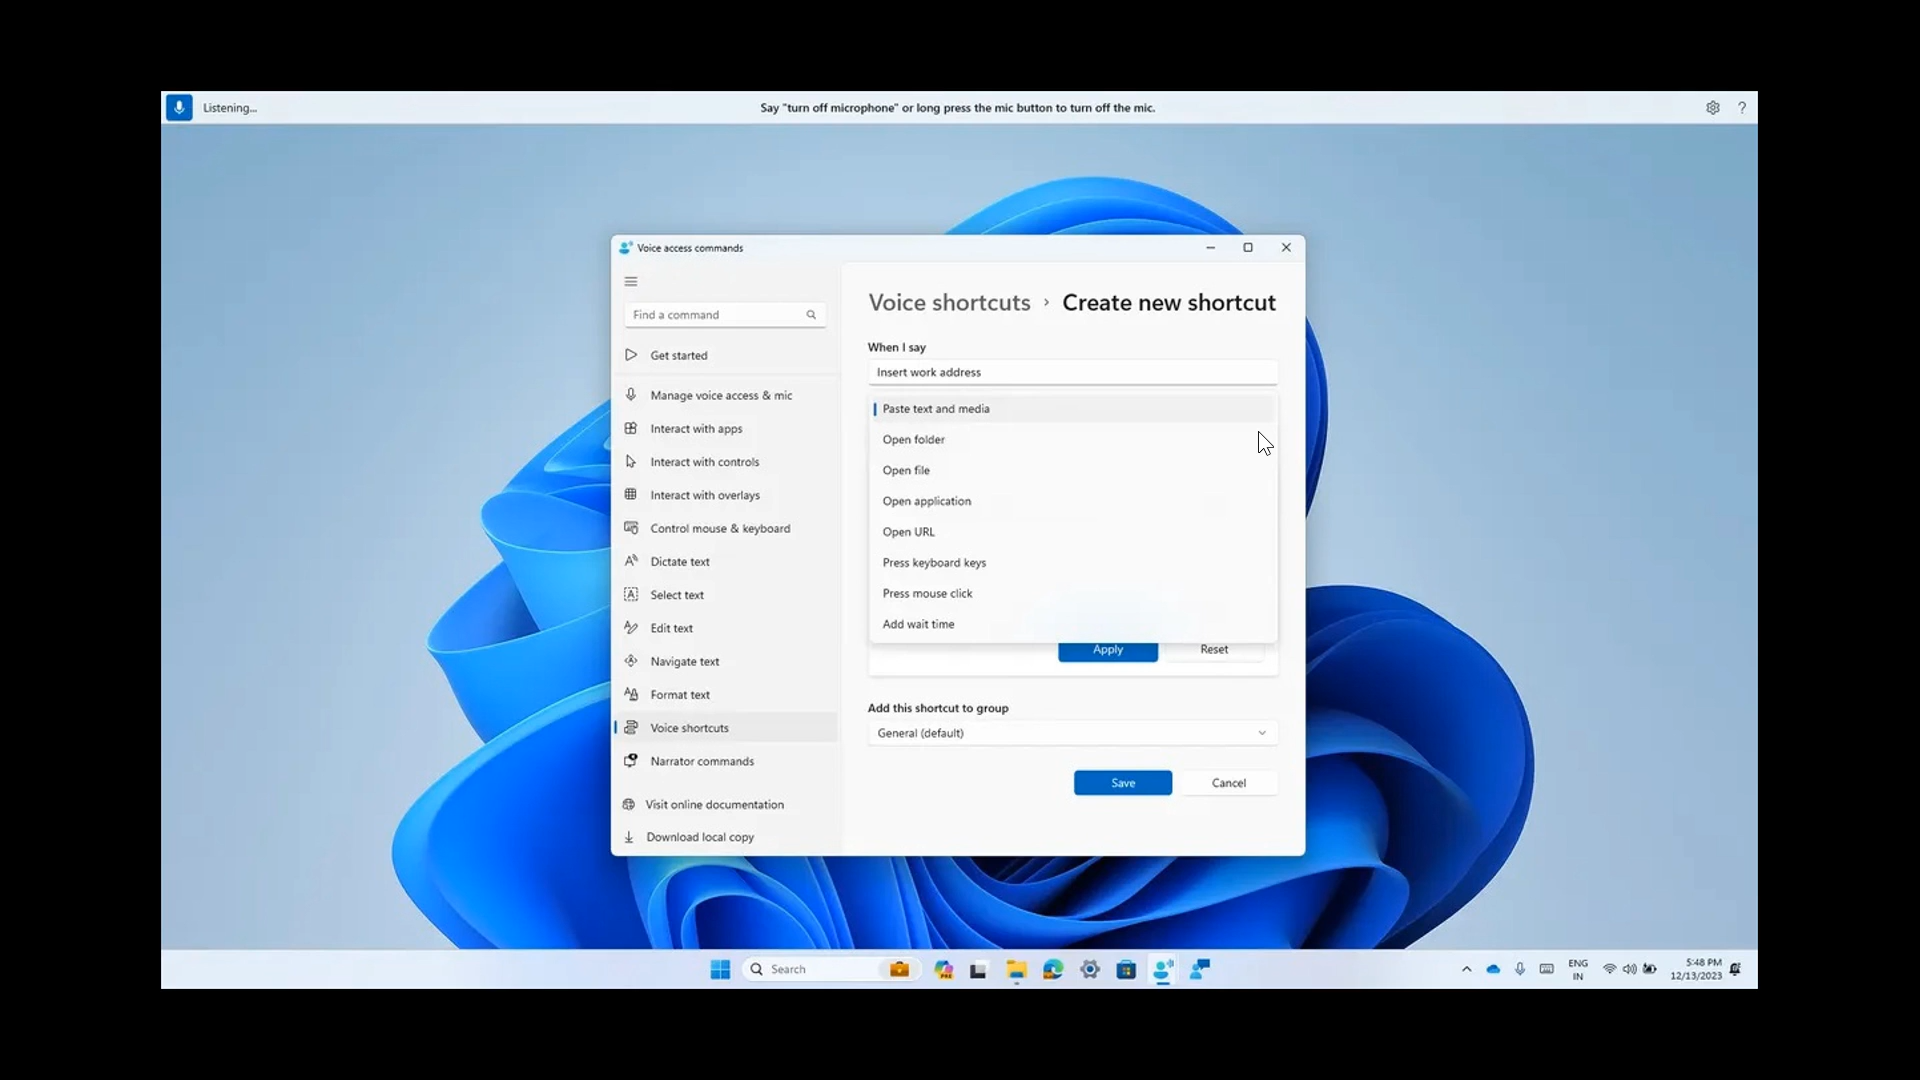 Listening...
Say "turn off microphone" or long press the mic button to turn off the mic.
?
Voice access commands
Find a command
Get started
Manage voice access & mic
Interact with apps
Interact with controls
Interact with overlays
Control mouse & keyboard
Dictate text
Select text
Edit text
Navigate text
Format text
Voice shortcuts
Narrator commands
Visit online documentation
Download local copy
Voice shortcuts › Create new shortcut
When I say
Insert work address
Paste text and media
Open folder
Open file
Open application
Open URL
Press keyboard keys
Press mouse click
Add wait time
Apply
Reset
Add this shortcut to group
General (default)
Save
Cancel
Search
ENG
IN
5:48 PM
12/13/2023